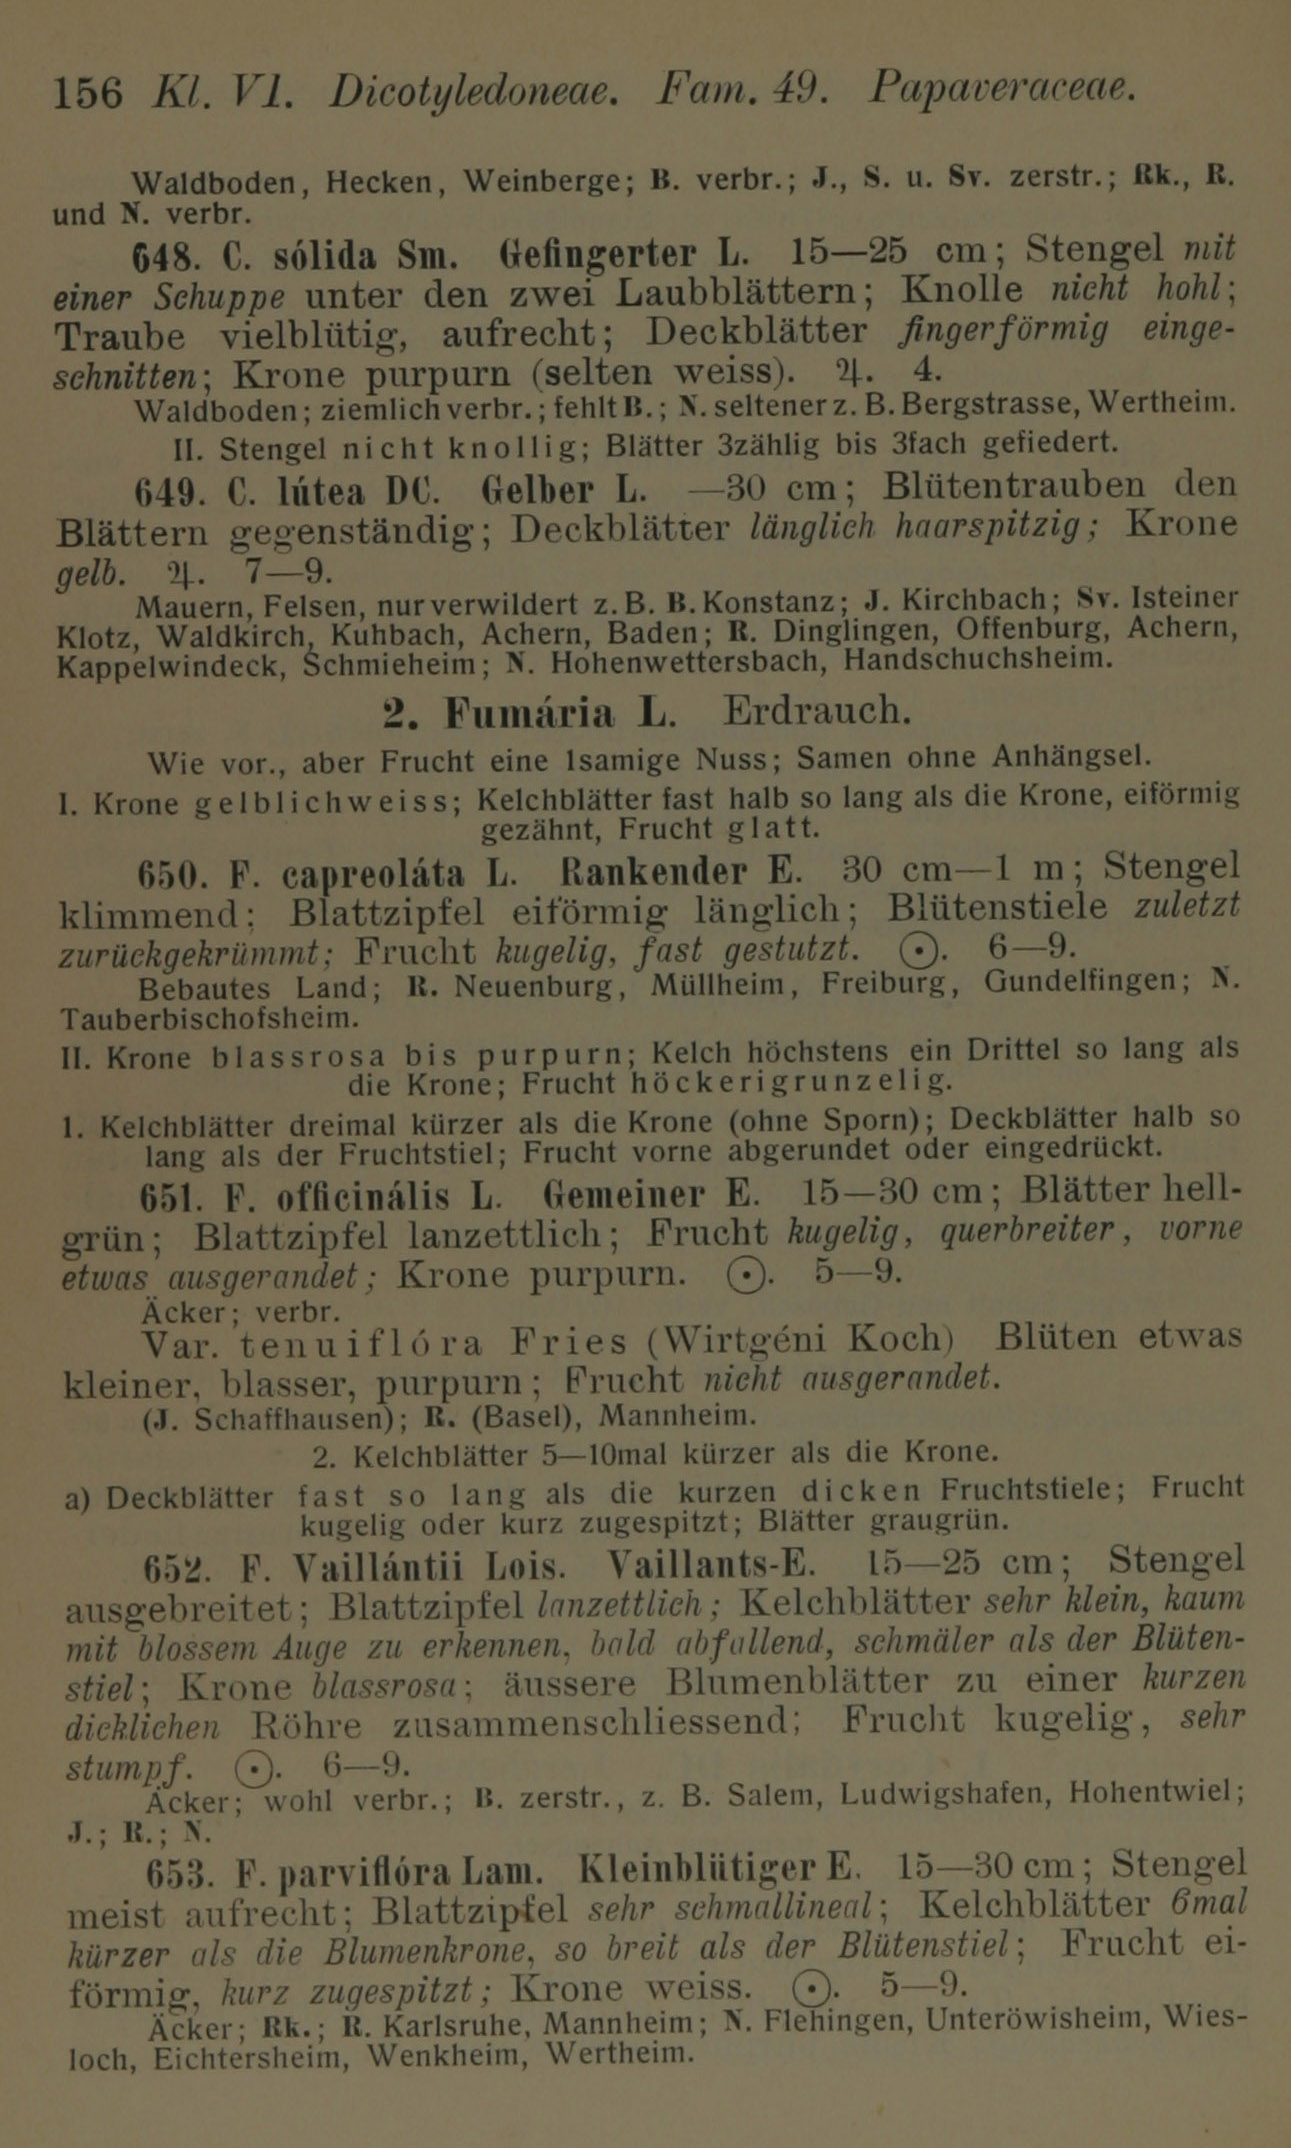 156 Kl. VI. Dicotyledoneae. Fam. 49. Papaveraceae.
Waldboden, Hecken, Weinberge; B. verbr.; J., S. u. Sv. zerstr.; Rk., R.
und N. verbr.
648. C. sólida Sm. Gefingerter L. 15—25 cm; Stengel mit
einer Schuppe unter den zwei Laubblättern; Knolle nicht hohl;
Traube vielblütig, aufrecht; Deckblätter fingerförmig einge-
schnitten; Krone purpurn (selten weiss). ♃. 4.
Waldboden; ziemlich verbr.; fehlt B.; N. seltener z. B. Bergstrasse, Wertheim.
II. Stengel nicht knollig; Blätter 3zählig bis 3fach gefiedert.
649. C. lútea DC. Gelber L. —30 cm; Blütentrauben den
Blättern gegenständig; Deckblätter länglich haarspitzig; Krone
gelb. ♃. 7—9.
Mauern, Felsen, nur verwildert z. B. B. Konstanz; J. Kirchbach; Sv. Isteiner
Klotz, Waldkirch, Kuhbach, Achern, Baden; R. Dinglingen, Offenburg, Achern,
Kappelwindeck, Schmieheim; N. Hohenwettersbach, Handschuchsheim.
2. Fumária L. Erdrauch.
Wie vor., aber Frucht eine 1samige Nuss; Samen ohne Anhängsel.
I. Krone gelblichweiss; Kelchblätter fast halb so lang als die Krone, eiförmig
gezähnt, Frucht glatt.
650. F. capreoláta L. Rankender E. 30 cm—1 m; Stengel
klimmend; Blattzipfel eiförmig länglich; Blütenstiele zuletzt
zurückgekrümmt; Frucht kugelig, fast gestutzt. ⊙. 6—9.
Bebautes Land; R. Neuenburg, Müllheim, Freiburg, Gundelfingen; N.
Tauberbischofsheim.
II. Krone blassrosa bis purpurn; Kelch höchstens ein Drittel so lang als
die Krone; Frucht höckerigrunzelig.
1. Kelchblätter dreimal kürzer als die Krone (ohne Sporn); Deckblätter halb so
lang als der Fruchtstiel; Frucht vorne abgerundet oder eingedrückt.
651. F. officinális L. Gemeiner E. 15—30 cm; Blätter hell-
grün; Blattzipfel lanzettlich; Frucht kugelig, querbreiter, vorne
etwas ausgerandet; Krone purpurn. ⊙. 5—9.
Äcker; verbr.
Var. tenuiflóra Fries (Wirtgéni Koch) Blüten etwas
kleiner, blasser, purpurn; Frucht nicht ausgerandet.
(J. Schaffhausen); R. (Basel), Mannheim.
2. Kelchblätter 5—10mal kürzer als die Krone.
a) Deckblätter fast so lang als die kurzen dicken Fruchtstiele; Frucht
kugelig oder kurz zugespitzt; Blätter graugrün.
652. F. Vaillántii Lois. Vaillants-E. 15—25 cm; Stengel
ausgebreitet; Blattzipfel lanzettlich; Kelchblätter sehr klein, kaum
mit blossem Auge zu erkennen, bald abfallend, schmäler als der Blüten-
stiel; Krone blassrosa; äussere Blumenblätter zu einer kurzen
dicklichen Röhre zusammenschliessend; Frucht kugelig, sehr
stumpf. ⊙. 6—9.
Äcker; wohl verbr.; B. zerstr., z. B. Salem, Ludwigshafen, Hohentwiel;
J.; R.; N.
653. F. parviflóra Lam. Kleinblütiger E. 15—30 cm; Stengel
meist aufrecht; Blattzipfel sehr schmallineal; Kelchblätter 6mal
kürzer als die Blumenkrone, so breit als der Blütenstiel; Frucht ei-
förmig, kurz zugespitzt; Krone weiss. ⊙. 5—9.
Äcker; Rk.; R. Karlsruhe, Mannheim; N. Flehingen, Unteröwisheim, Wies-
loch, Eichtersheim, Wenkheim, Wertheim.